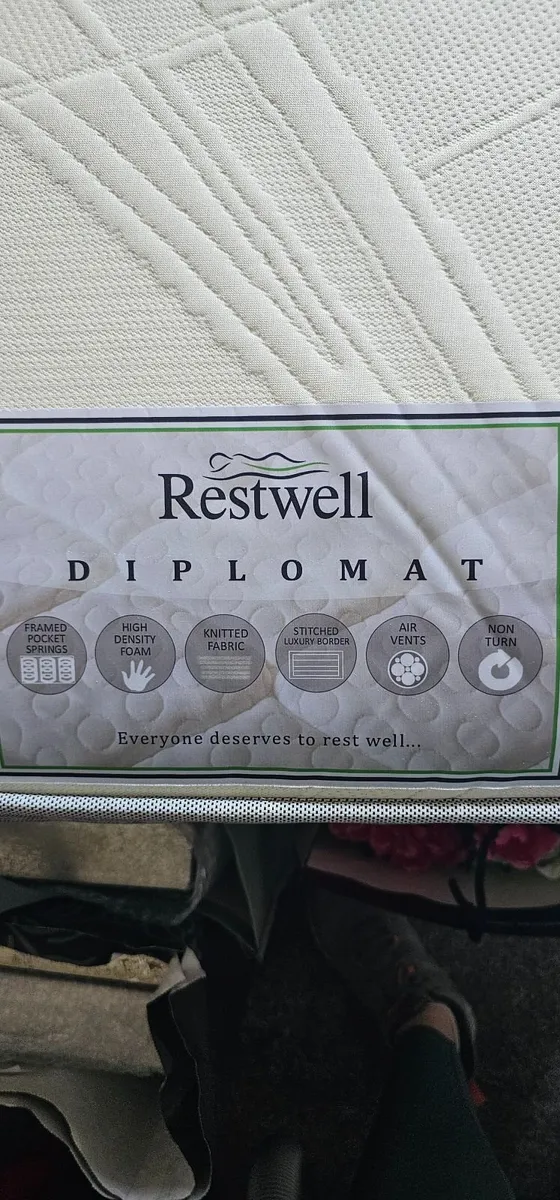 Restwell
DIPLOMAT
FRAMED
POCKET
SPRINGS
HIGH
DENSITY
FOAM
KNITTED
FABRIC
STITCHED
LUXURY BORDER
AIR
VENTS
NON
TURN
Everyone deserves to rest well...